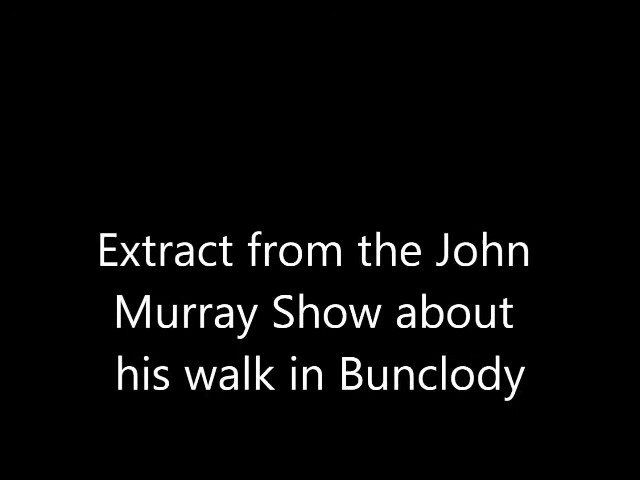 Extract from the John
Murray Show about
his walk in Bunclody